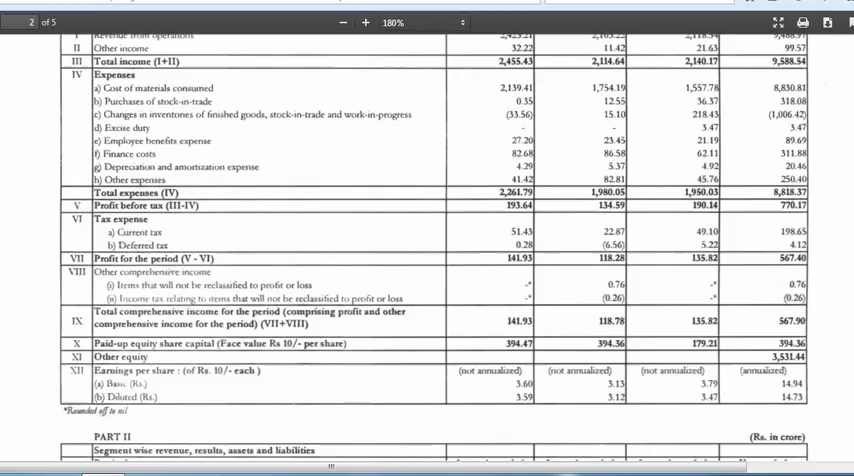 2 of 5 180%
I Revenue from operations
II Other income 32.22 11.42 21.63 99.57
III Total income (I+II) 2,455.43 2,114.64 2,140.17 9,588.54
IV Expenses
a) Cost of materials consumed 2,139.41 1,754.19 1,557.78 8,830.81
b) Purchases of stock-in-trade 0.35 12.55 36.37 318.08
c) Changes in inventories of finished goods, stock-in-trade and work-in-progress (33.56) 15.10 218.43 (1,006.42)
d) Excise duty - - 3.47 3.47
e) Employee benefits expense 27.20 23.45 21.19 89.69
f) Finance costs 82.68 86.58 62.11 311.88
g) Depreciation and amortization expense 4.29 5.37 4.92 20.46
h) Other expenses 41.42 82.81 45.76 250.40
Total expenses (IV) 2,261.79 1,980.05 1,950.03 8,818.37
V Profit before tax (III-IV) 193.64 134.59 190.14 770.17
VI Tax expense
a) Current tax 51.43 22.87 49.10 198.65
b) Deferred tax 0.28 (6.56) 5.22 4.12
VII Profit for the period (V - VI) 141.93 118.28 135.82 567.40
VIII Other comprehensive income
(i) Items that will not be reclassified to profit or loss -* 0.76 -* 0.76
(ii) Income tax relating to items that will not be reclassified to profit or loss -* (0.26) -* (0.26)
IX Total comprehensive income for the period (comprising profit and other comprehensive income for the period) (VII+VIII) 141.93 118.78 135.82 567.90
X Paid-up equity share capital (Face value Rs 10/- per share) 394.47 394.36 179.21 394.36
XI Other equity 3,531.44
XII Earnings per share : (of Rs. 10/- each ) (not annualized) (not annualized) (not annualized) (annualized)
(a) Basic (Rs.) 3.60 3.13 3.79 14.94
(b) Diluted (Rs.) 3.59 3.12 3.47 14.73
*Rounded off to nil
PART II (Rs. in crore)
Segment wise revenue, results, assets and liabilities